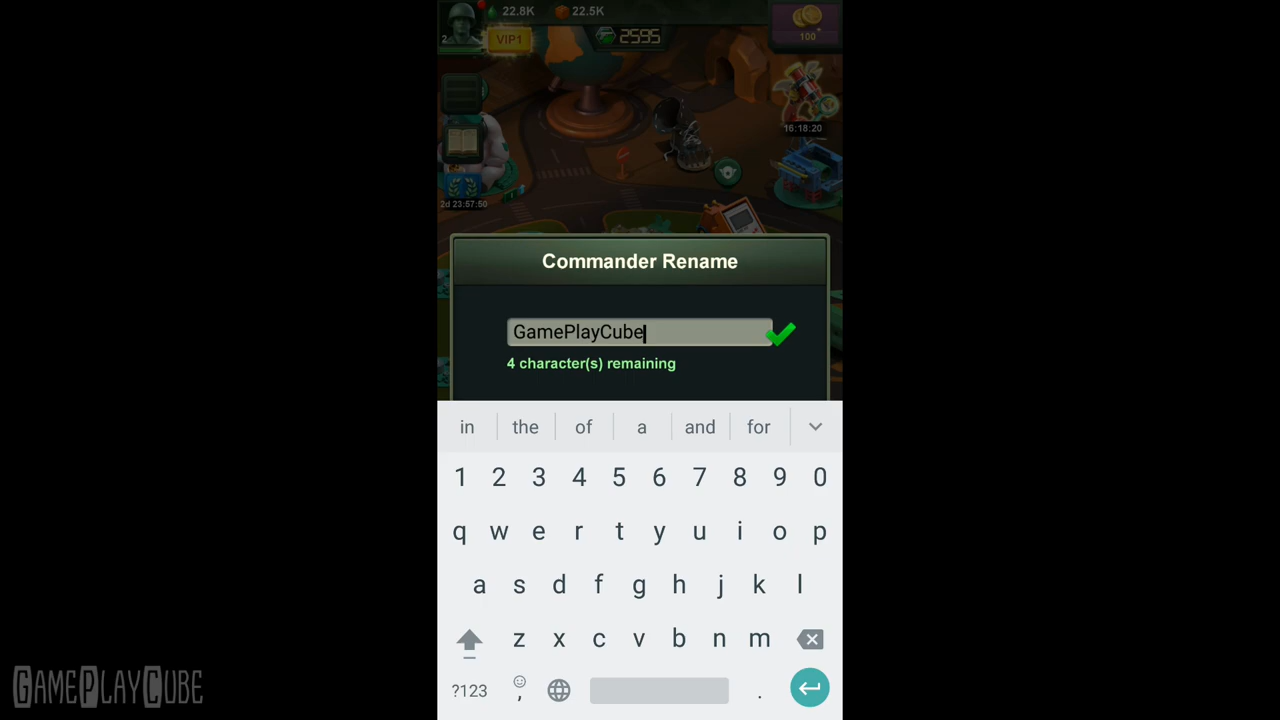 22.8K 22.5K
2 VIP1 2595 100
16:18:20
2d 23:57:50
Commander Rename
GamePlayCube
4 character(s) remaining
in the of a and for
1 2 3 4 5 6 7 8 9 0
q w e r t y u i o p
a s d f g h j k l
z x c v b n m
?123 , .
GAMEPLAYCUBE